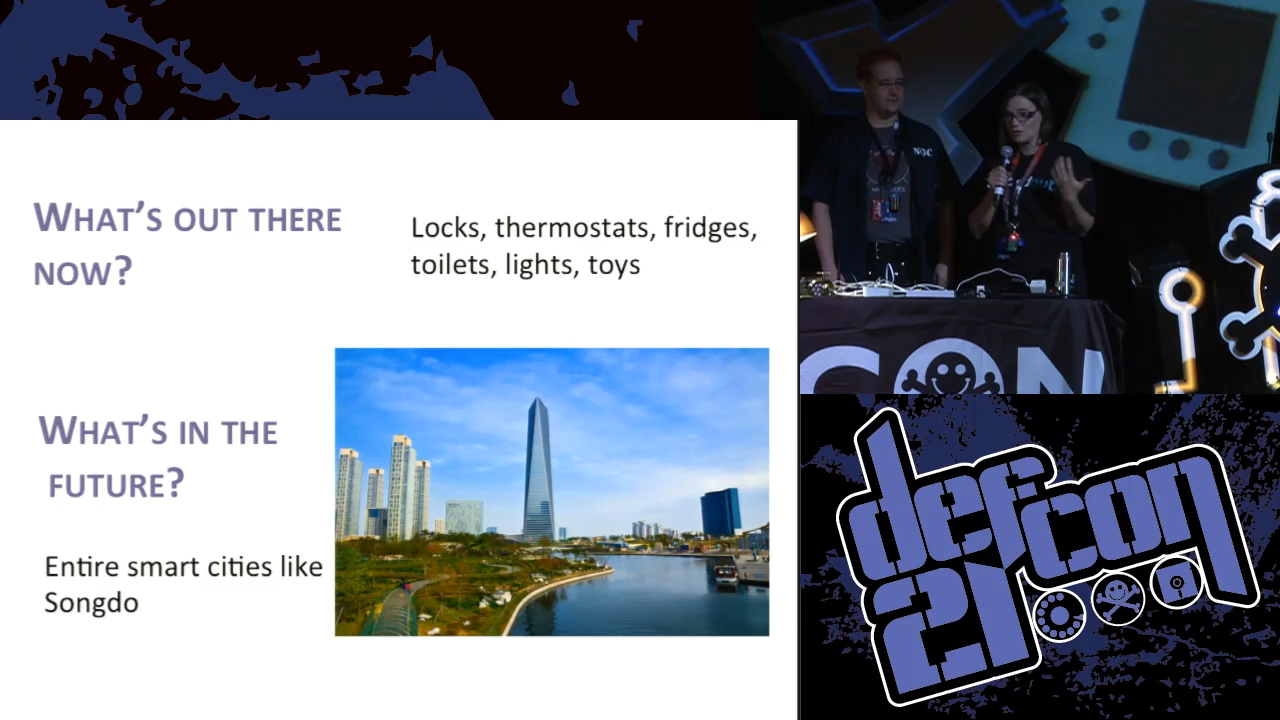 WHAT'S OUT THERE
NOW?
Locks, thermostats, fridges,
toilets, lights, toys
WHAT'S IN THE
FUTURE?
Entire smart cities like
Songdo
CON
defcon
21